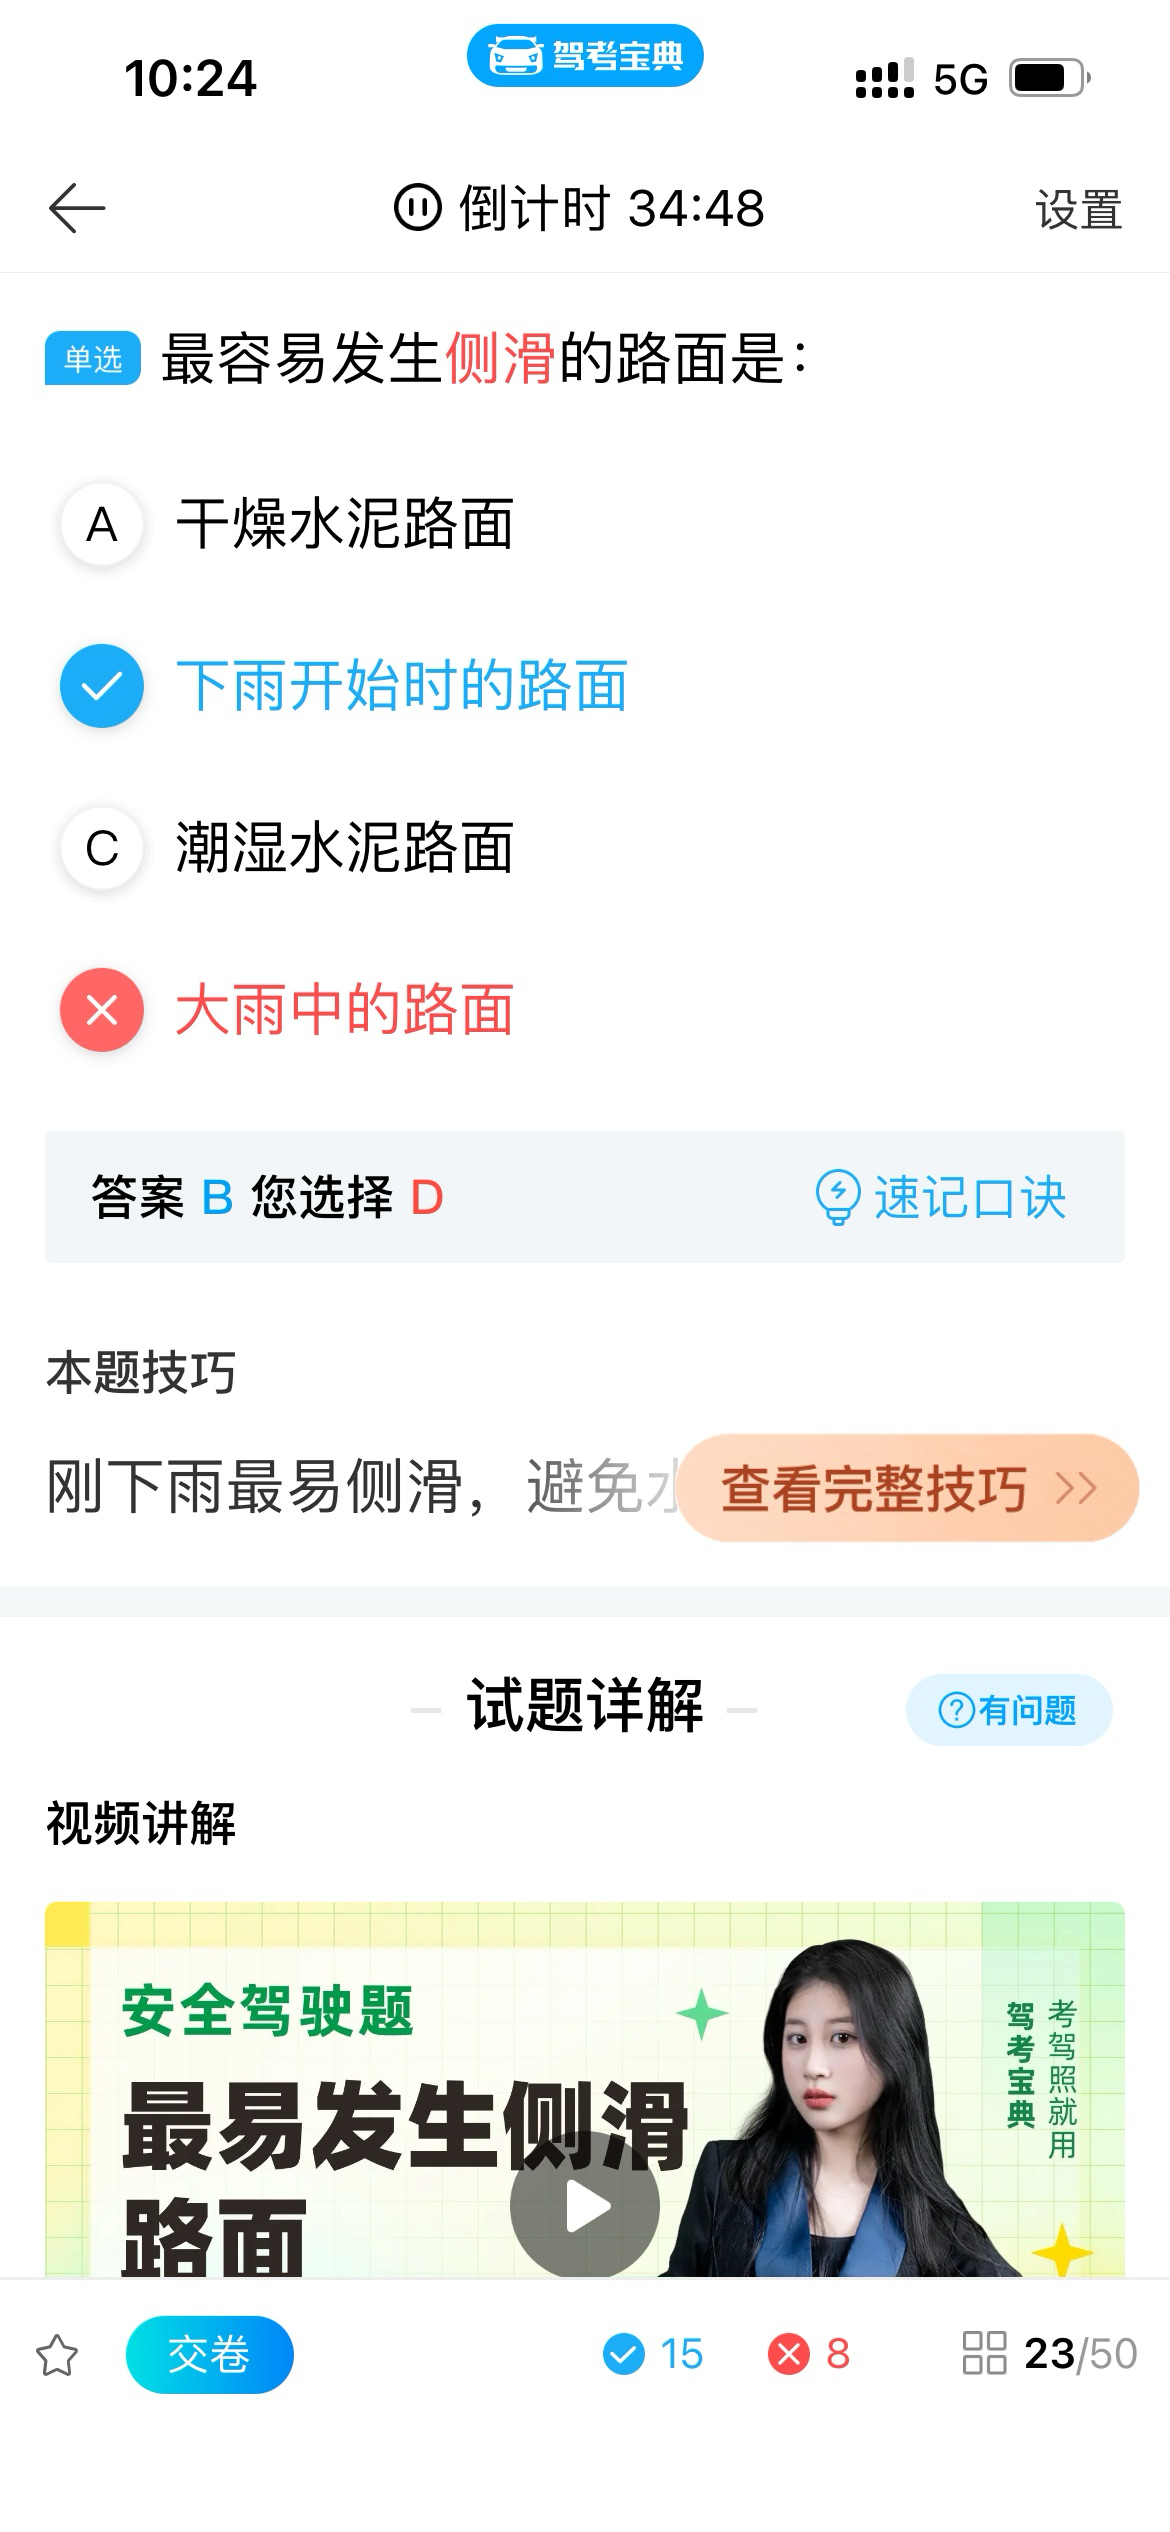 10:24
驾考宝典
5G
倒计时 34:48
设置
单选 最容易发生侧滑的路面是：
A 干燥水泥路面
下雨开始时的路面
C 潮湿水泥路面
大雨中的路面
答案 B 您选择 D
速记口诀
本题技巧
刚下雨最易侧滑，避免
查看完整技巧
试题详解
有问题
视频讲解
安全驾驶题
最易发生侧滑
路面
考驾照就用
驾考宝典
交卷
15
8
23/50